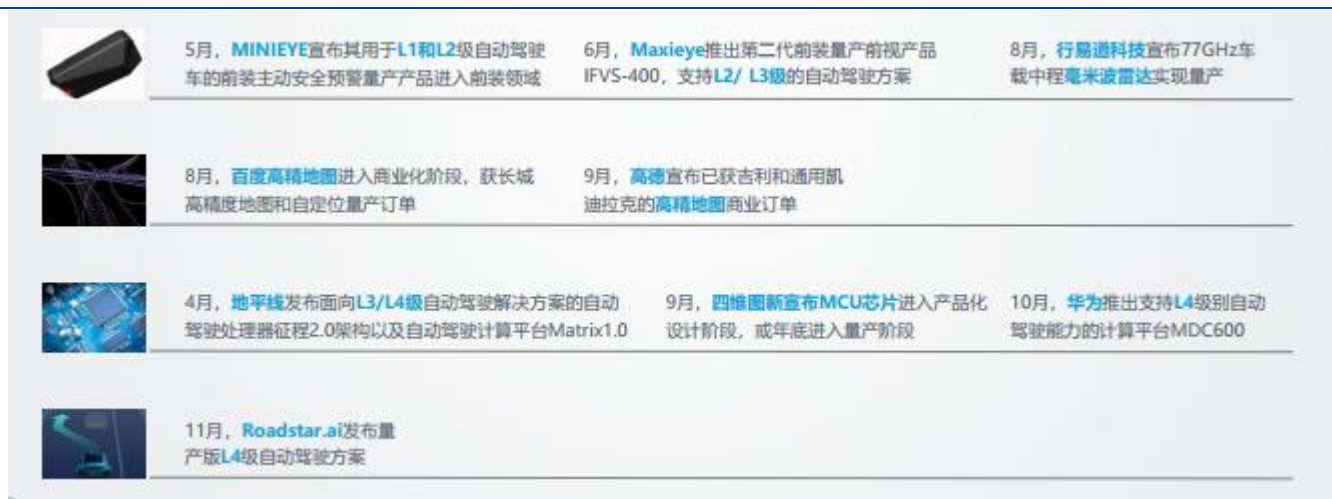 5月，MINIEYE宣布其用于L1和L2级自动驾驶
车的前装主动安全预警量产产品进入前装领域
6月，Maxieye推出第二代前装量产前视产品
IFVS-400，支持L2/ L3级的自动驾驶方案
8月，行易道科技宣布77GHz车
载中程毫米波雷达实现量产
8月，百度高精地图进入商业化阶段，获长城
高精度地图和自定位量产订单
9月，高德宣布已获吉利和通用凯
迪拉克的高精地图商业订单
4月，地平线发布面向L3/L4级自动驾驶解决方案的自动
驾驶处理器征程2.0架构以及自动驾驶计算平台Matrix1.0
9月，四维图新宣布MCU芯片进入产品化
设计阶段，或年底进入量产阶段
10月，华为推出支持L4级别自动
驾驶能力的计算平台MDC600
11月，Roadstar.ai发布量
产版L4级自动驾驶方案